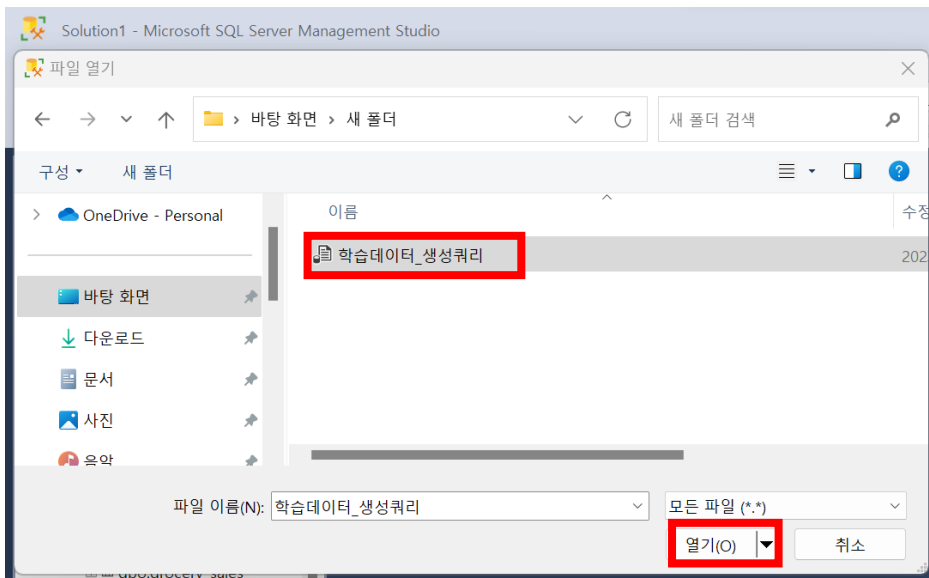 Solution1 - Microsoft SQL Server Management Studio
파일 열기
바탕 화면 › 새 폴더
새 폴더 검색
구성
새 폴더
OneDrive - Personal
이름
수정
학습데이터_생성쿼리
202
바탕 화면
다운로드
문서
사진
음악
파일 이름(N):
학습데이터_생성쿼리
모든 파일 (*.*)
열기(O)
취소
dbo.grocery_sales